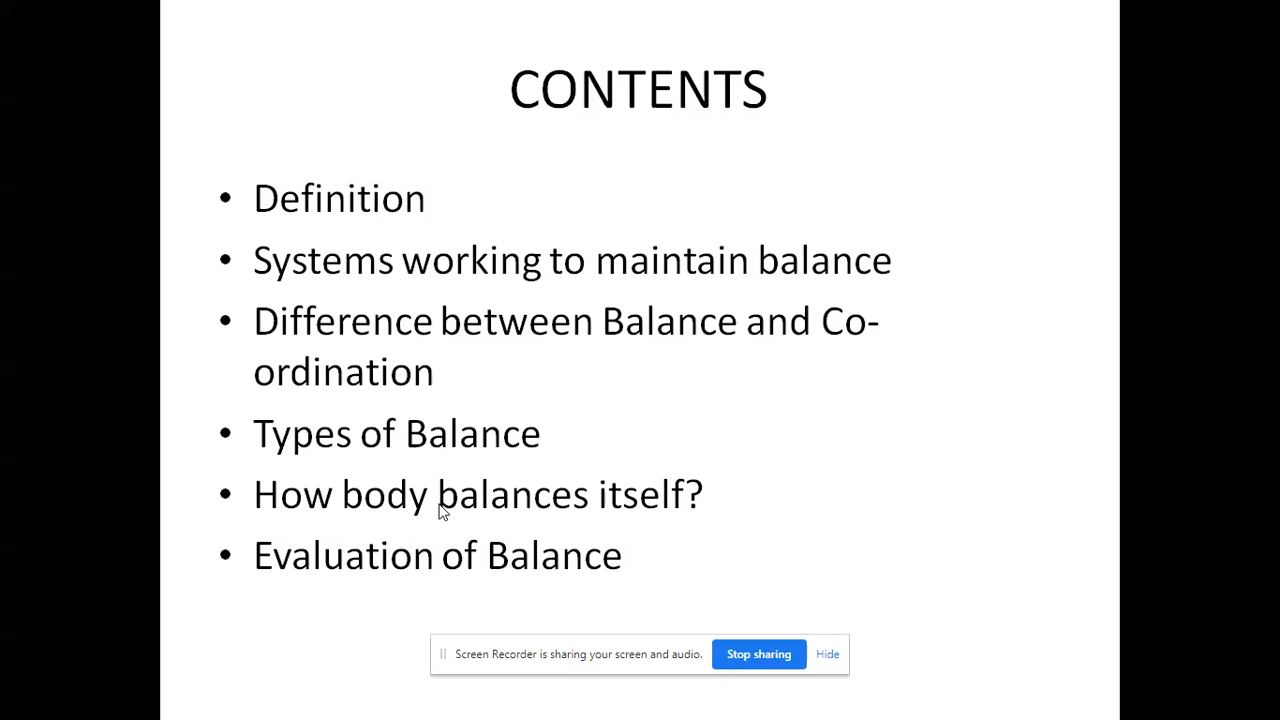 CONTENTS
• Definition
• Systems working to maintain balance
• Difference between Balance and Co-
ordination
• Types of Balance
• How body balances itself?
• Evaluation of Balance
Screen Recorder is sharing your screen and audio. Stop sharing Hide